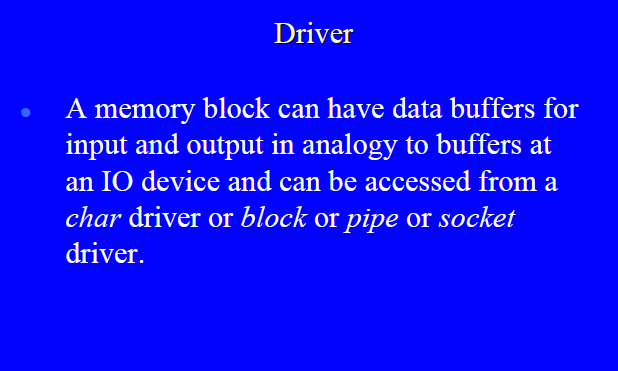 Driver
A memory block can have data buffers for
input and output in analogy to buffers at
an IO device and can be accessed from a
char driver or block or pipe or socket
driver.